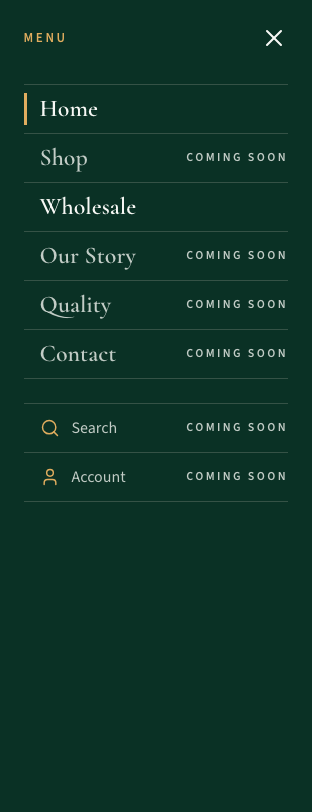 MENU
Home
Shop COMING SOON
Wholesale
Our Story COMING SOON
Quality COMING SOON
Contact COMING SOON
Search COMING SOON
Account COMING SOON